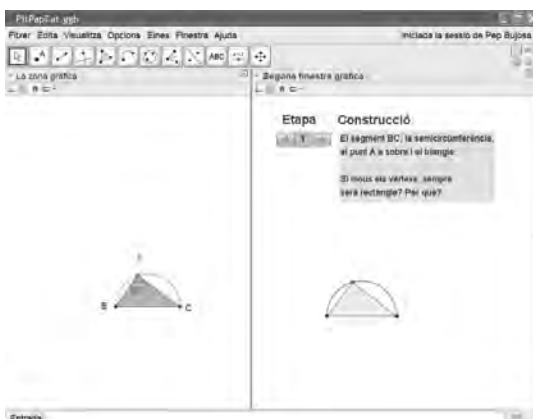 PitPapTat.ggb
Fitxer Edita Visualitza Opcions Eines Finestra Ajuda
Iniciada la sessió de Pep Bujosa
ABC
La zona gràfica
Segona finestra gràfica
Etapa Construcció
1
El segment BC, la semicircumferència,
el punt A a sobre i el triangle.
Si mous els vèrtexs, sempre
serà rectangle? Per què?
B
C
Entrada